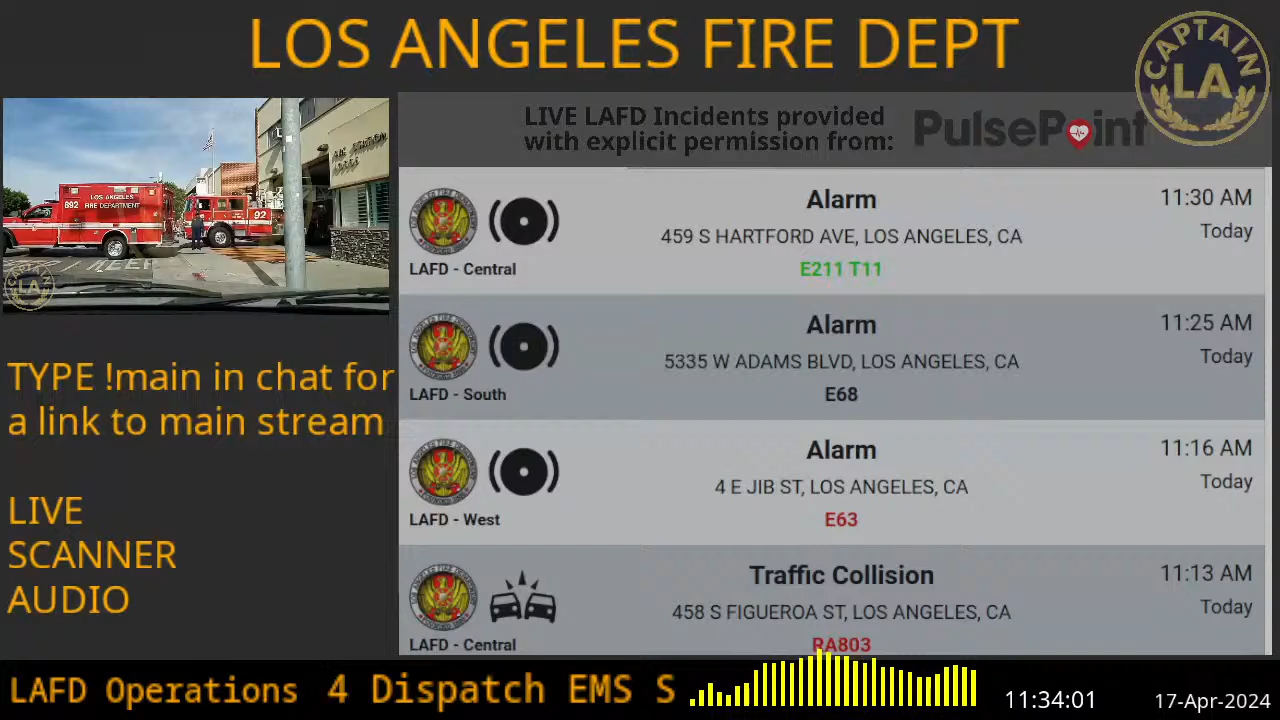 LOS ANGELES FIRE DEPT
CAPTAIN
LA
LIVE LAFD Incidents provided
with explicit permission from:
PulsePoint
892
LOS ANGELES
FIRE DEPARTMENT
92
FIRE STATION
KEEP
LA
Alarm
11:30 AM
459 S HARTFORD AVE, LOS ANGELES, CA
Today
LAFD - Central
E211 T11
Alarm
11:25 AM
5335 W ADAMS BLVD, LOS ANGELES, CA
Today
LAFD - South
E68
Alarm
11:16 AM
4 E JIB ST, LOS ANGELES, CA
Today
LAFD - West
E63
Traffic Collision
11:13 AM
458 S FIGUEROA ST, LOS ANGELES, CA
Today
LAFD - Central
RA803
TYPE !main in chat for
a link to main stream
LIVE
SCANNER
AUDIO
LAFD Operations 4 Dispatch EMS S
11:34:01
17-Apr-2024